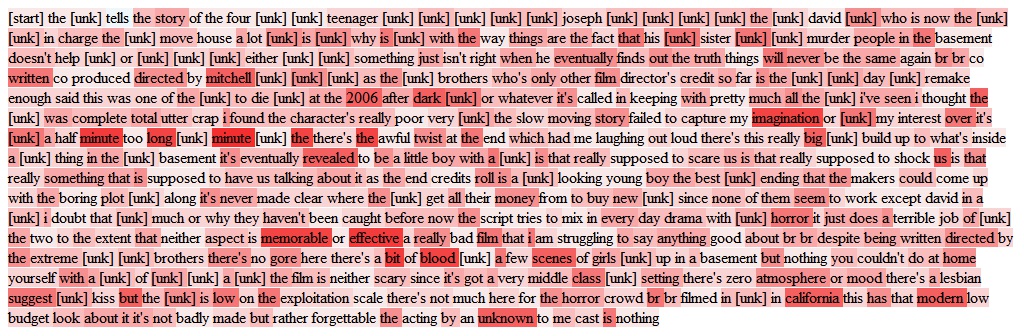 [start] the [unk] tells the story of the four [unk] [unk] teenager [unk] [unk] [unk] [unk] [unk] joseph [unk] [unk] [unk] [unk] the [unk] david [unk] who is now the [unk]
[unk] in charge the [unk] move house a lot [unk] is [unk] why is [unk] with the way things are the fact that his [unk] sister [unk] [unk] murder people in the basement
doesn't help [unk] or [unk] [unk] either [unk] [unk] something just isn't right when he eventually finds out the truth things will never be the same again br br co
written co produced directed by mitchell [unk] [unk] [unk] as the [unk] brothers who's only other film director's credit so far is the [unk] [unk] day [unk] remake
enough said this was one of the [unk] to die [unk] at the 2006 after dark [unk] or whatever it's called in keeping with pretty much all the [unk] i've seen i thought the
[unk] was complete total utter crap i found the character's really poor very [unk] the slow moving story failed to capture my imagination or [unk] my interest over it's
[unk] a half minute too long [unk] minute [unk] the there's the awful twist at the end which had me laughing out loud there's this really big [unk] build up to what's inside
a [unk] thing in the [unk] basement it's eventually revealed to be a little boy with a [unk] is that really supposed to scare us is that really supposed to shock us is that
really something that is supposed to have us talking about it as the end credits roll is a [unk] looking young boy the best [unk] ending that the makers could come up
with the boring plot [unk] along it's never made clear where the [unk] get all their money from to buy new [unk] since none of them seem to work except david in a
[unk] i doubt that [unk] much or why they haven't been caught before now the script tries to mix in every day drama with [unk] horror it just does a terrible job of [unk]
the two to the extent that neither aspect is memorable or effective a really bad film that i am struggling to say anything good about br br despite being written directed by
the extreme [unk] [unk] brothers there's no gore here there's a bit of blood [unk] a few scenes of girls [unk] up in a basement but nothing you couldn't do at home
yourself with a [unk] of [unk] a [unk] the film is neither scary since it's got a very middle class [unk] setting there's zero atmosphere or mood there's a lesbian
suggest [unk] kiss but the [unk] is low on the exploitation scale there's not much here for the horror crowd br br filmed in [unk] in california this has that modern low
budget look about it it's not badly made but rather forgettable the acting by an unknown to me cast is nothing